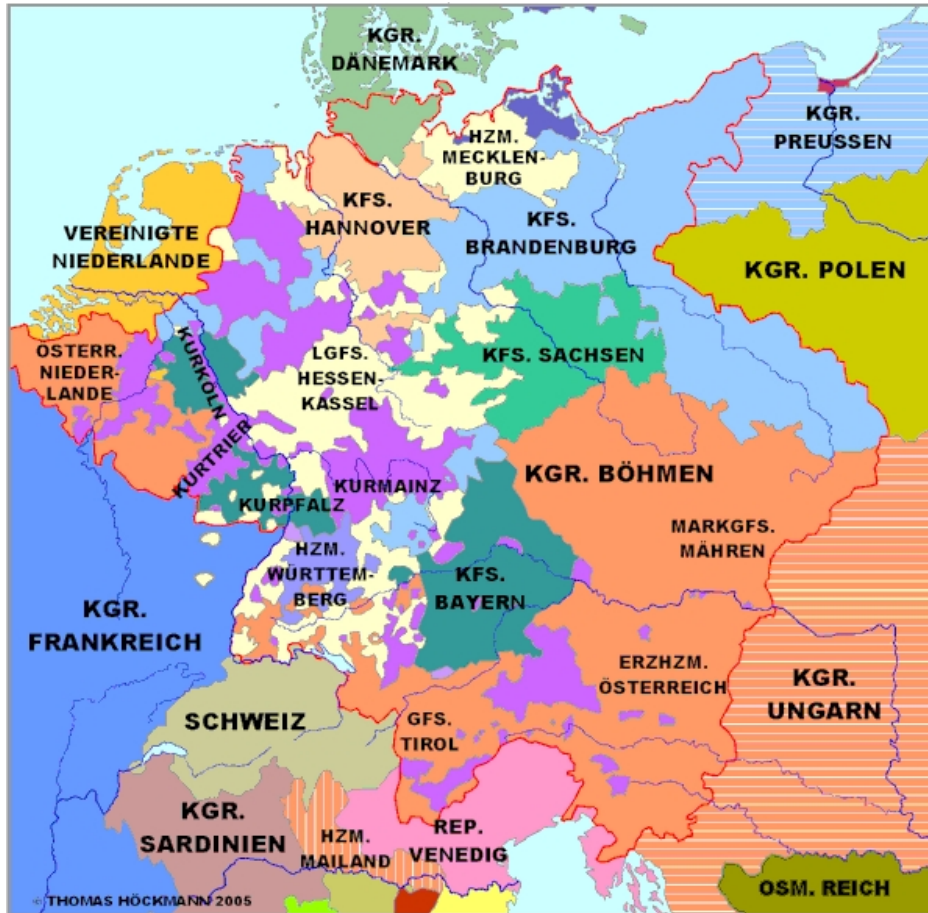 KGR.
DÄNEMARK
KGR.
PREUSSEN
HZM.
MECKLEN-
BURG
KFS.
HANNOVER
KFS.
BRANDENBURG
VEREINIGTE
NIEDERLANDE
KGR. POLEN
ÖSTERR.
NIEDER-
LANDE
KURKÖLN
LGFS.
HESSEN-
KASSEL
KFS. SACHSEN
KURTRIER
KURMAINZ
KGR. BÖHMEN
KURPFALZ
MARKGFS.
MÄHREN
HZM.
WÜRTTEM-
BERG
KFS.
BAYERN
KGR.
FRANKREICH
ERZHZM.
ÖSTERREICH
KGR.
UNGARN
SCHWEIZ
GFS.
TIROL
KGR.
SARDINIEN
HZM.
MAILAND
REP.
VENEDIG
OSM. REICH
© THOMAS HÖCKMANN 2005